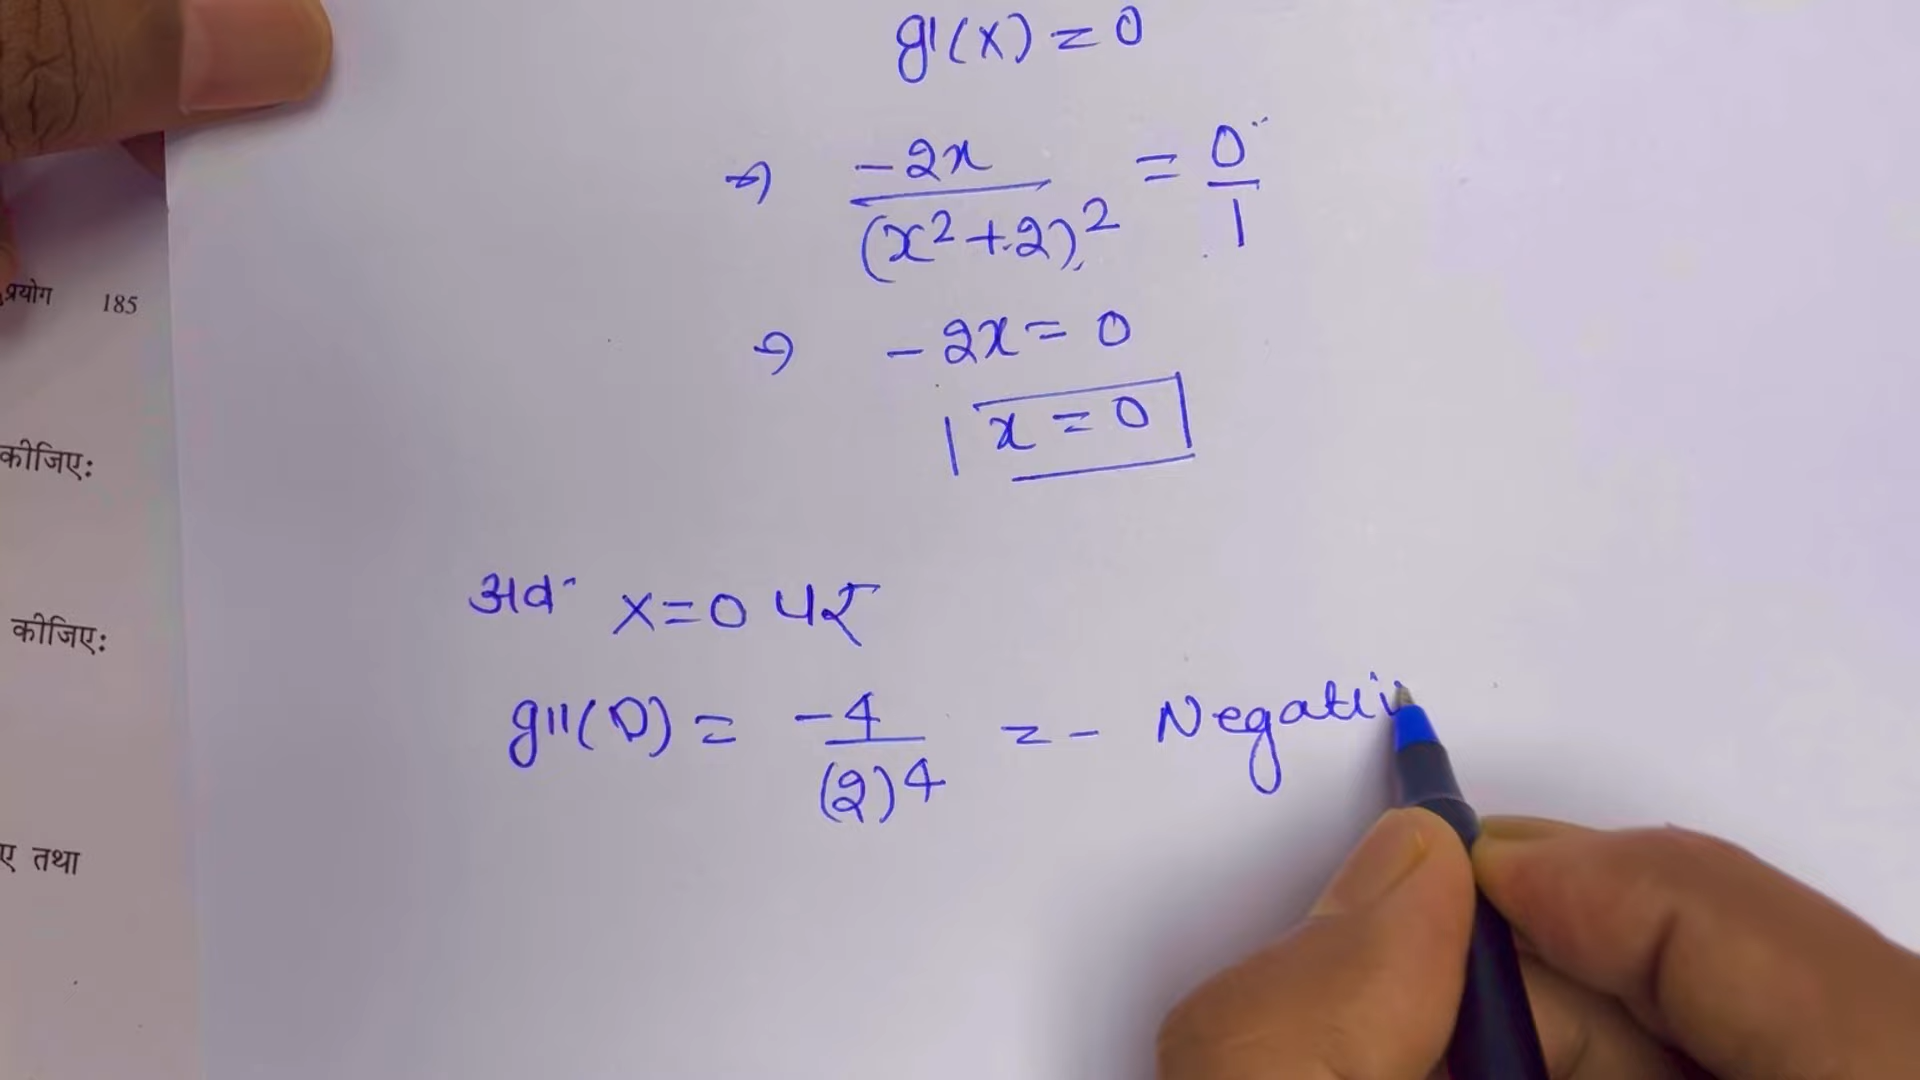 g'(x) = 0
⇒ -2x/(x²+2)² = 0/1
⇒ -2x = 0
x = 0
अब x=0 पर
g''(0) = -4/(2)4 = - Negativ
प्रयोग 185
कीजिए:
कीजिए:
ए तथा